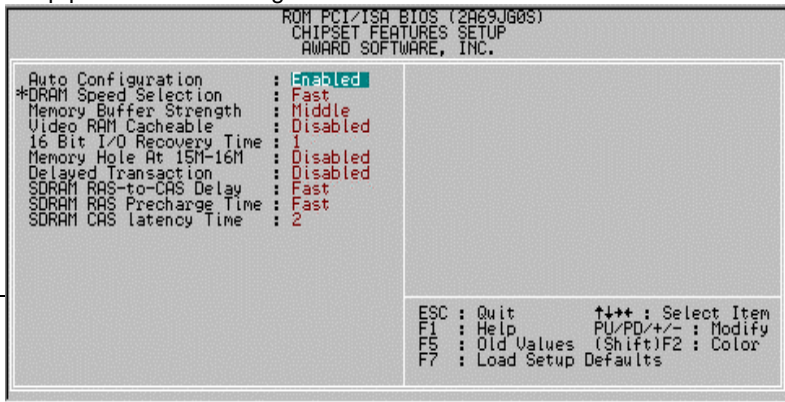 ROM PCI/ISA BIOS (2A69JG0S)
CHIPSET FEATURES SETUP
AWARD SOFTWARE, INC.
Auto Configuration : Enabled
*DRAM Speed Selection : Fast
Memory Buffer Strength : Middle
Video RAM Cacheable : Disabled
16 Bit I/O Recovery Time : 1
Memory Hole At 15M-16M : Disabled
Delayed Transaction : Disabled
SDRAM RAS-to-CAS Delay : Fast
SDRAM RAS Precharge Time : Fast
SDRAM CAS latency Time : 2
ESC : Quit ↑↓→← : Select Item
F1 : Help PU/PD/+/- : Modify
F5 : Old Values (Shift)F2 : Color
F7 : Load Setup Defaults